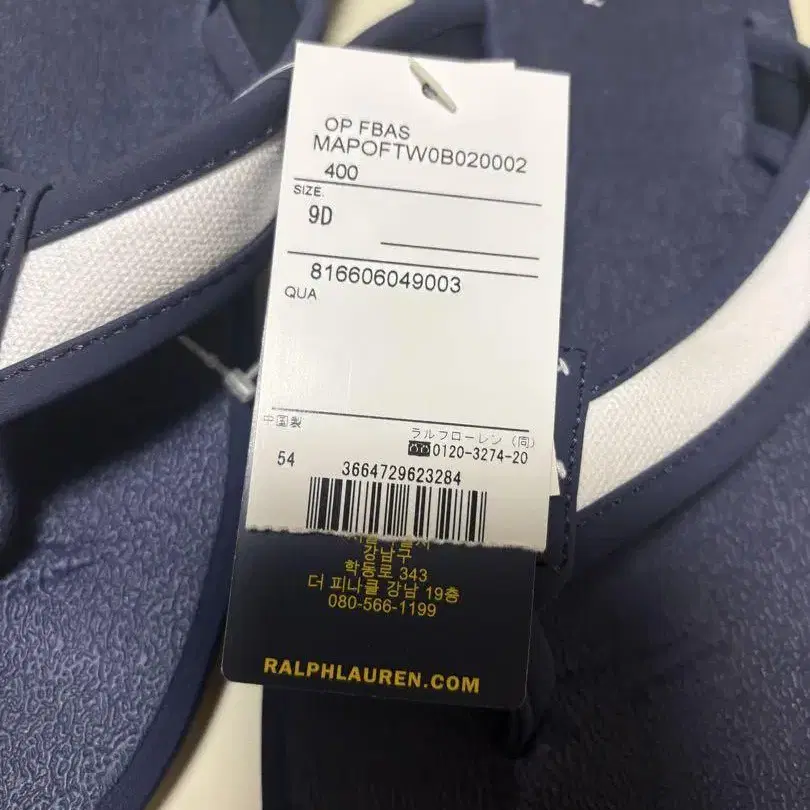 OP FBAS
MAPOFTW0B020002
400
SIZE.
9D
816606049003
QUA
中国製
ラルフローレン (同)
0120-3274-20
54
3664729623284
강남구
학동로 343
더 피나클 강남 19층
080-566-1199
RALPHLAUREN.COM